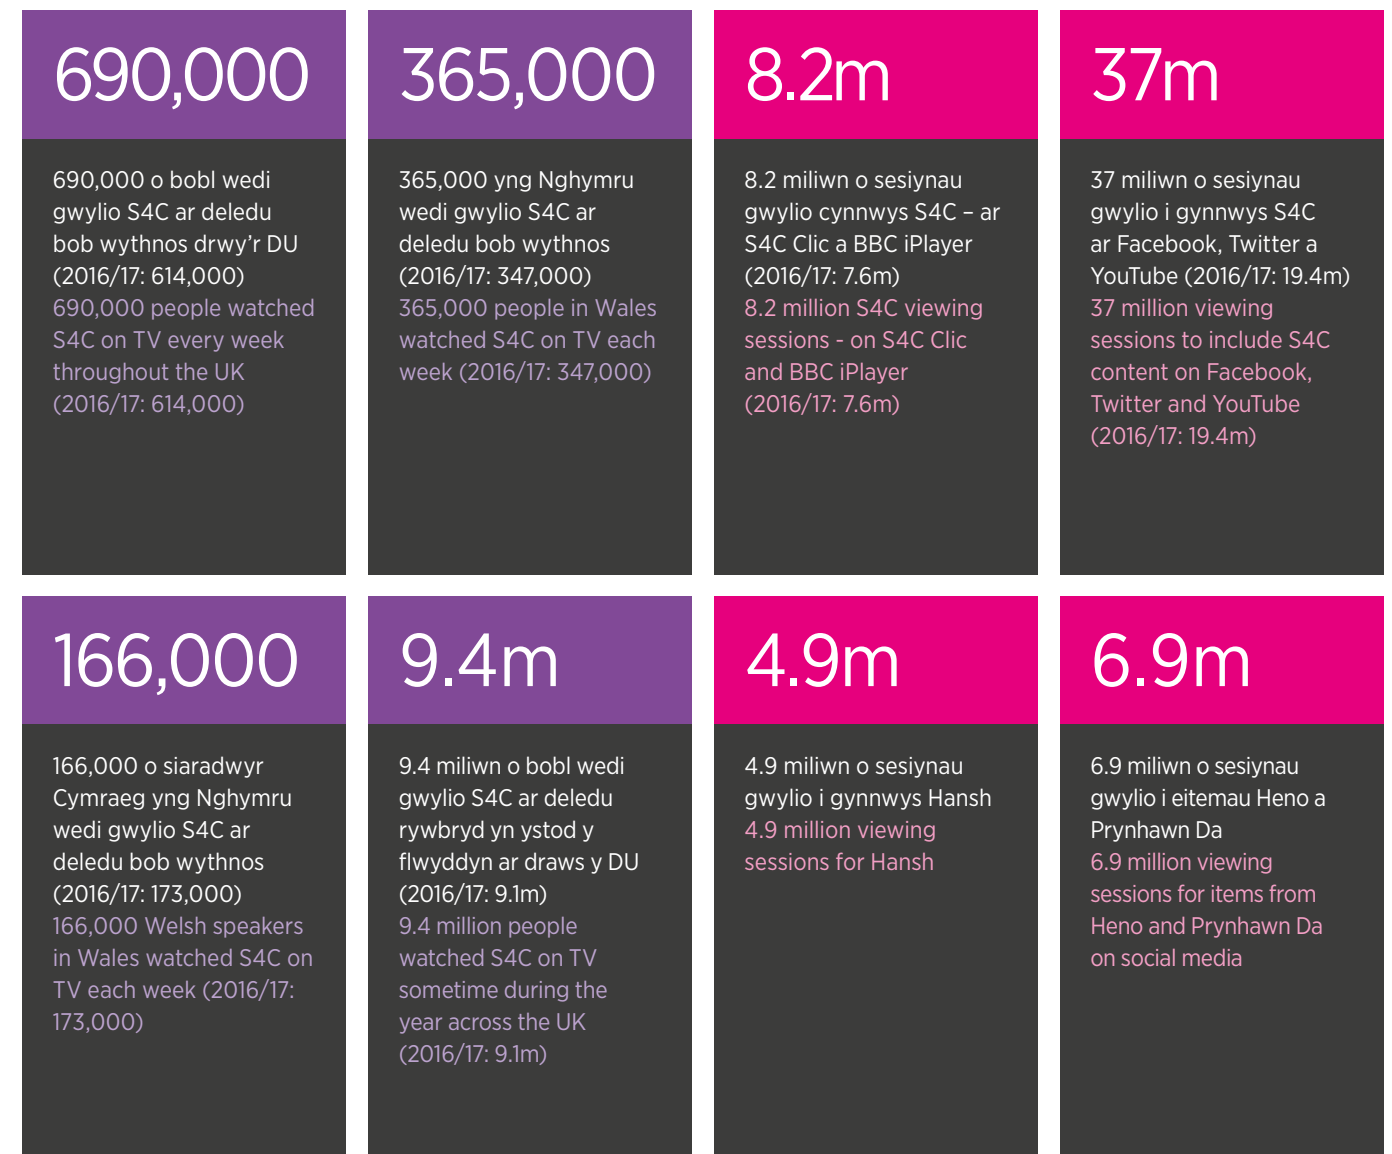 690,000
690,000 o bobl wedi
gwylio S4C ar deledu
bob wythnos drwy’r DU
(2016/17: 614,000)
690,000 people watched
S4C on TV every week
throughout the UK
(2016/17: 614,000)
365,000
365,000 yng Nghymru
wedi gwylio S4C ar
deledu bob wythnos
(2016/17: 347,000)
365,000 people in Wales
watched S4C on TV each
week (2016/17: 347,000)
8.2m
8.2 miliwn o sesiynau
gwylio cynnwys S4C – ar
S4C Clic a BBC iPlayer
(2016/17: 7.6m)
8.2 million S4C viewing
sessions - on S4C Clic
and BBC iPlayer
(2016/17: 7.6m)
37m
37 miliwn o sesiynau
gwylio i gynnwys S4C
ar Facebook, Twitter a
YouTube (2016/17: 19.4m)
37 million viewing
sessions to include S4C
content on Facebook,
Twitter and YouTube
(2016/17: 19.4m)
166,000
166,000 o siaradwyr
Cymraeg yng Nghymru
wedi gwylio S4C ar
deledu bob wythnos
(2016/17: 173,000)
166,000 Welsh speakers
in Wales watched S4C on
TV each week (2016/17:
173,000)
9.4m
9.4 miliwn o bobl wedi
gwylio S4C ar deledu
rywbryd yn ystod y
flwyddyn ar draws y DU
(2016/17: 9.1m)
9.4 million people
watched S4C on TV
sometime during the
year across the UK
(2016/17: 9.1m)
4.9m
4.9 miliwn o sesiynau
gwylio i gynnwys Hansh
4.9 million viewing
sessions for Hansh
6.9m
6.9 miliwn o sesiynau
gwylio i eitemau Heno a
Prynhawn Da
6.9 million viewing
sessions for items from
Heno and Prynhawn Da
on social media